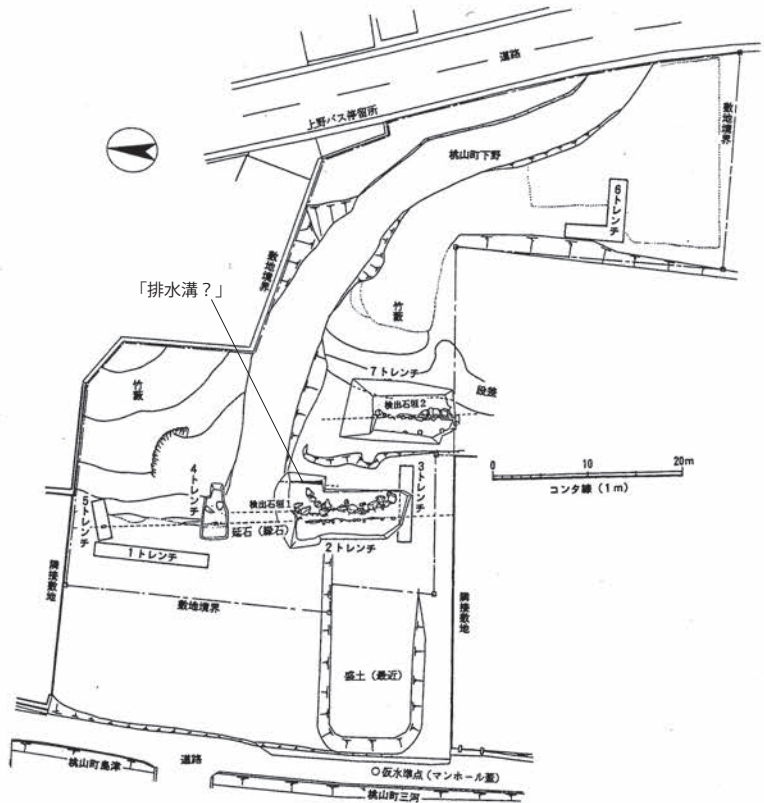 道路
上野バス停留所
桃山町下野
敷地境界
6トレンチ
敷地境界
「排水溝？」
竹藪
竹藪
7トレンチ
段差
検出石垣2
0 10 20m
コンタ線（1m）
4トレンチ
3トレンチ
5トレンチ
検出石垣1
延石（縁石）
1トレンチ
2トレンチ
隣接敷地
敷地境界
隣接敷地
盛土（最近）
道路
桃山町島津
仮水準点（マンホール蓋）
桃山町三河